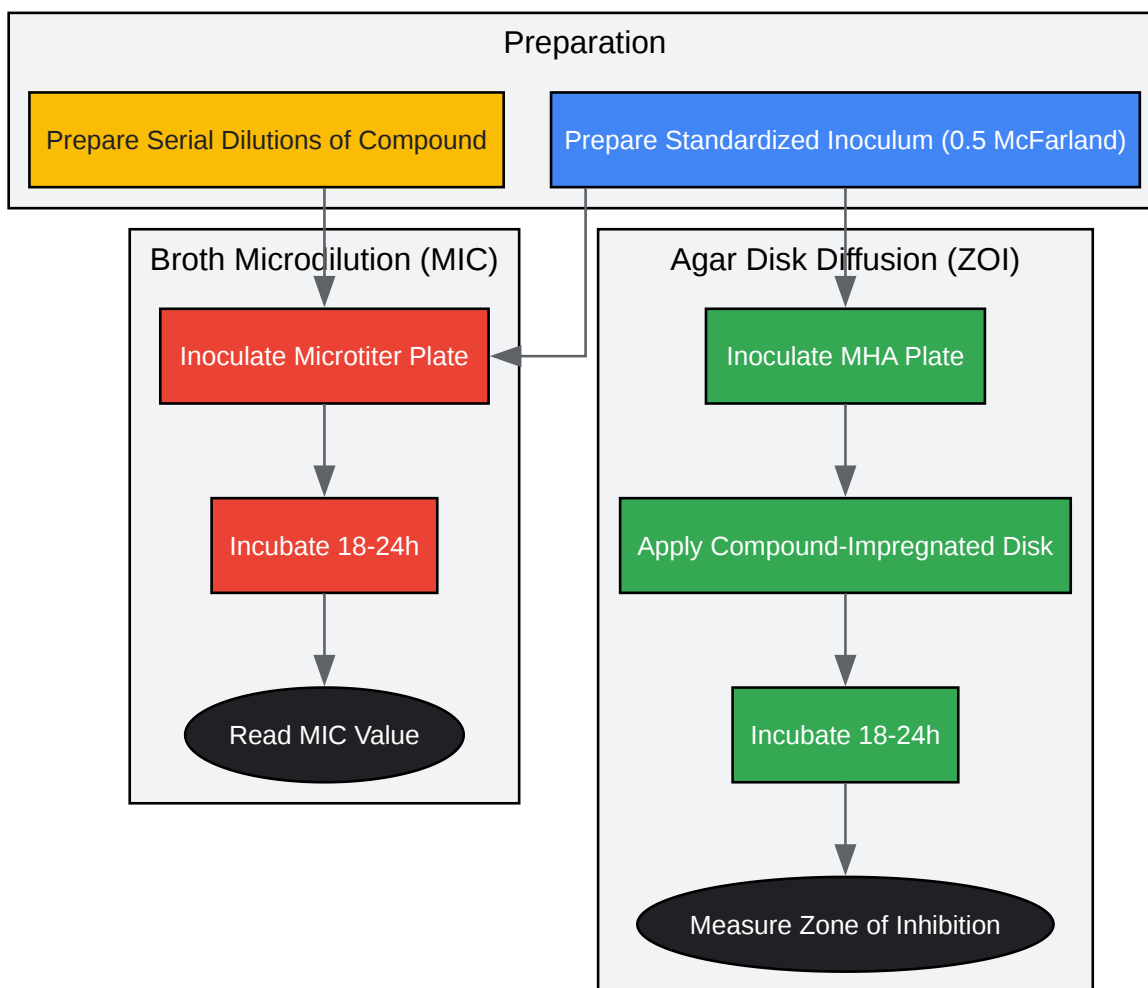 Preparation
Prepare Serial Dilutions of Compound
Prepare Standardized Inoculum (0.5 McFarland)
Broth Microdilution (MIC)
Inoculate Microtiter Plate
Incubate 18-24h
Read MIC Value
Agar Disk Diffusion (ZOI)
Inoculate MHA Plate
Apply Compound-Impregnated Disk
Incubate 18-24h
Measure Zone of Inhibition